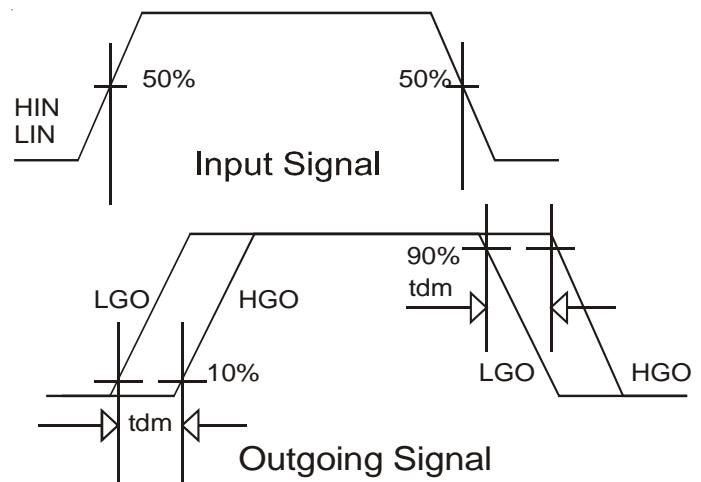 50%
50%
HIN
LIN
Input Signal
90%
LGO
HGO
tdm
10%
LGO
HGO
tdm
Outgoing Signal